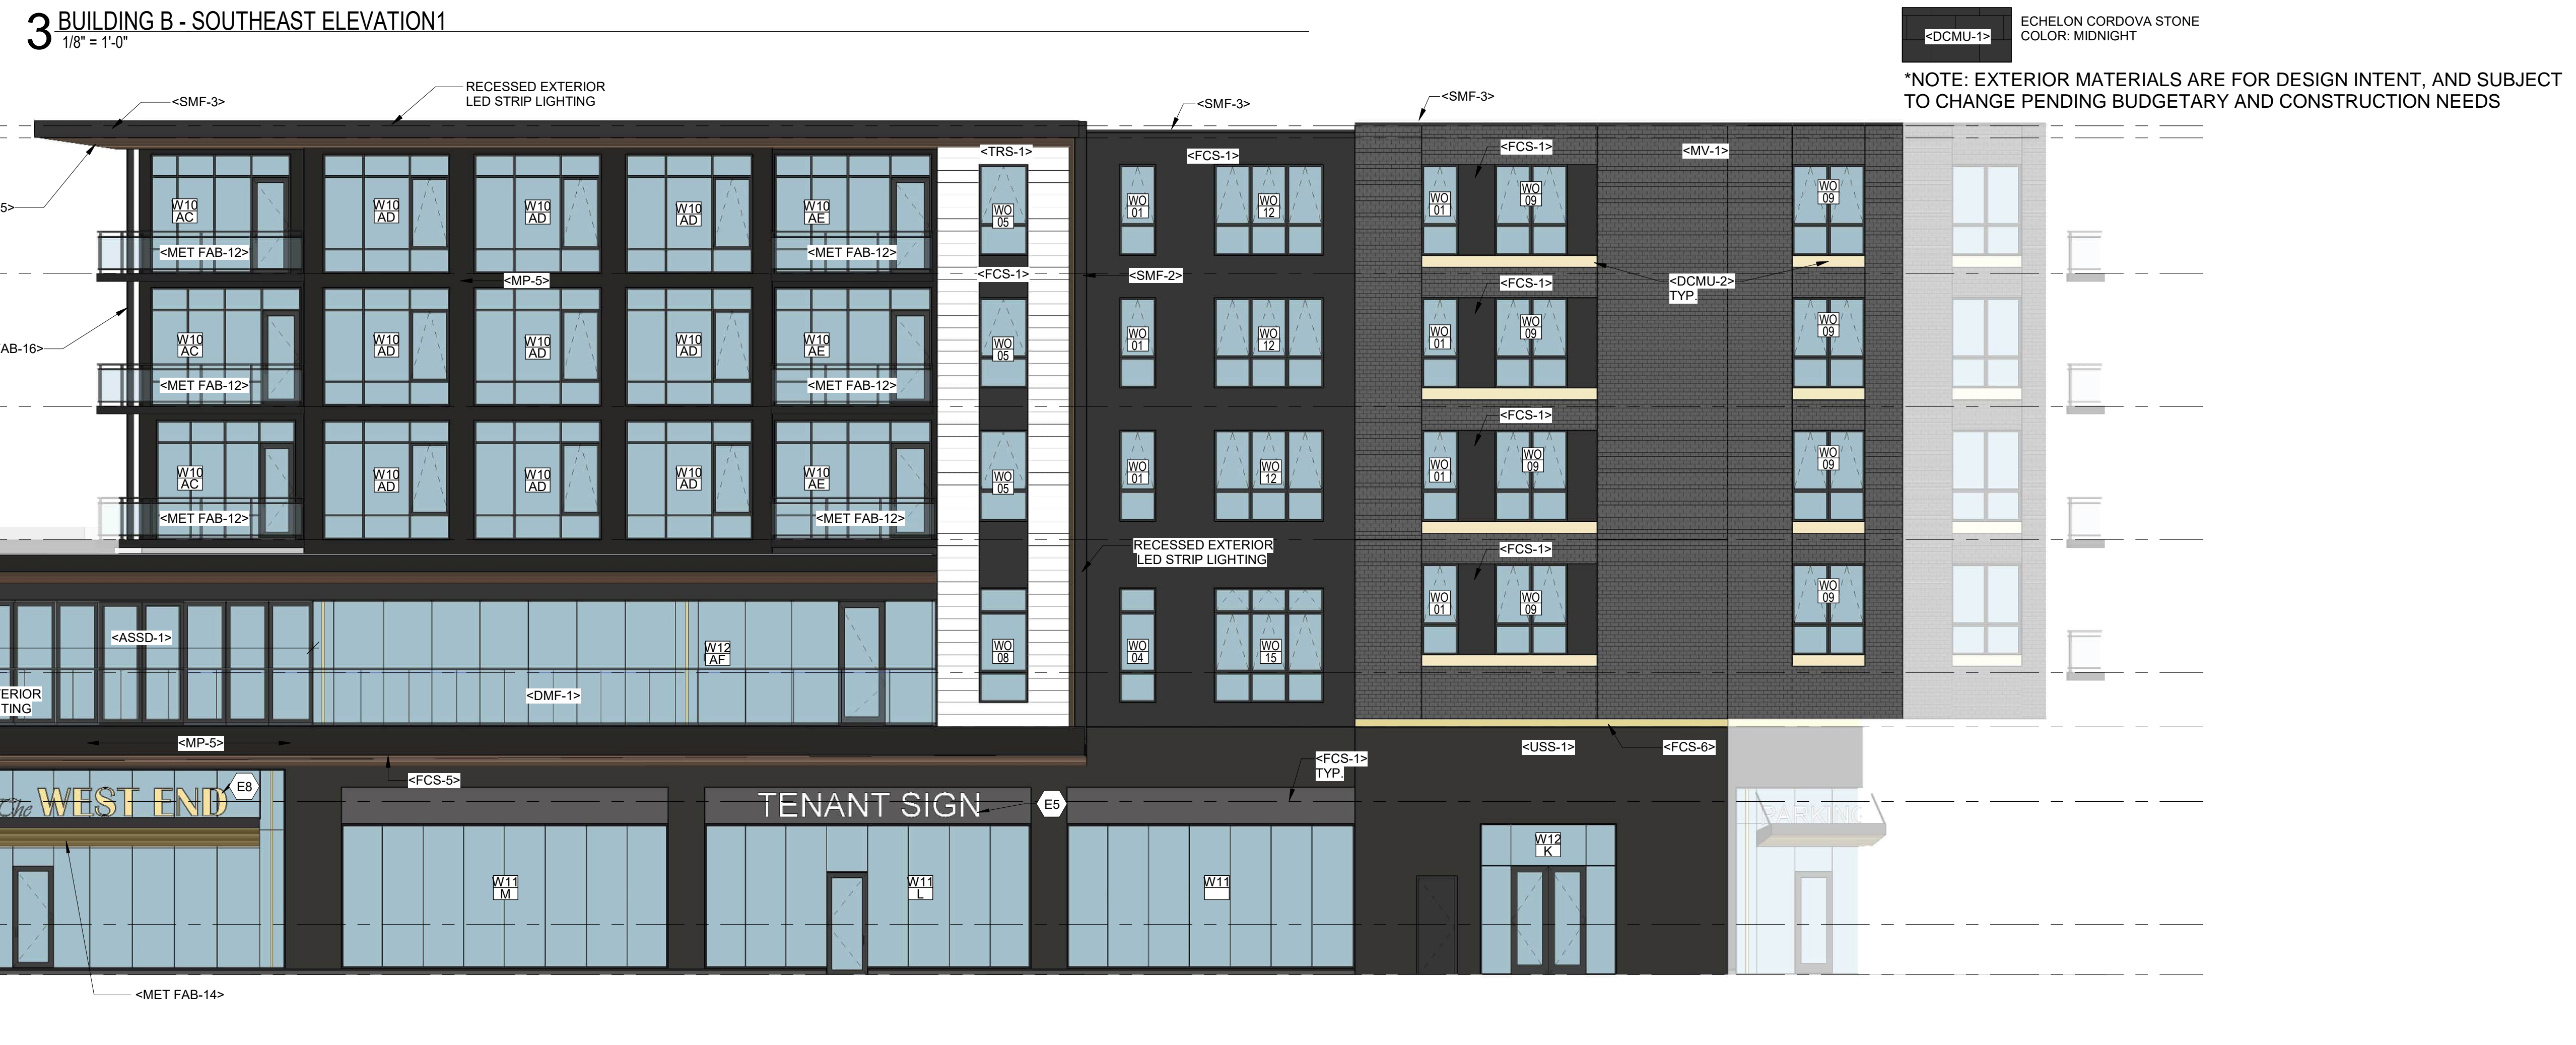 3 BUILDING B - SOUTHEAST ELEVATION1
1/8" = 1'-0"
<DCMU-1>
ECHELON CORDOVA STONE
COLOR: MIDNIGHT
*NOTE: EXTERIOR MATERIALS ARE FOR DESIGN INTENT, AND SUBJECT
TO CHANGE PENDING BUDGETARY AND CONSTRUCTION NEEDS
<SMF-3>
RECESSED EXTERIOR
LED STRIP LIGHTING
<SMF-3>
<SMF-3>
<TRS-1>
<FCS-1>
<FCS-1>
<MV-1>
5>
W10
AC
W10
AD
W10
AD
W10
AD
W10
AE
WO
05
WO
01
WO
12
WO
01
WO
09
WO
09
<MET FAB-12>
<MET FAB-12>
<MP-5>
<FCS-1>
<SMF-2>
<FCS-1>
<DCMU-2>
TYP.
AB-16>
W10
AC
W10
AD
W10
AD
W10
AD
W10
AE
WO
05
WO
01
WO
12
WO
01
WO
09
WO
09
<MET FAB-12>
<MET FAB-12>
<FCS-1>
W10
AC
W10
AD
W10
AD
W10
AD
W10
AE
WO
05
WO
01
WO
12
WO
01
WO
09
WO
09
<MET FAB-12>
<MET FAB-12>
RECESSED EXTERIOR
LED STRIP LIGHTING
<FCS-1>
<ASSD-1>
W12
AF
WO
08
WO
04
WO
15
WO
01
WO
09
WO
09
ERIOR
TING
<DMF-1>
<MP-5>
<FCS-5>
<FCS-1>
TYP.
<USS-1>
<FCS-6>
The WEST END
E8
TENANT SIGN
E5
PARKING
W11
M
W11
L
W11
W12
K
<MET FAB-14>